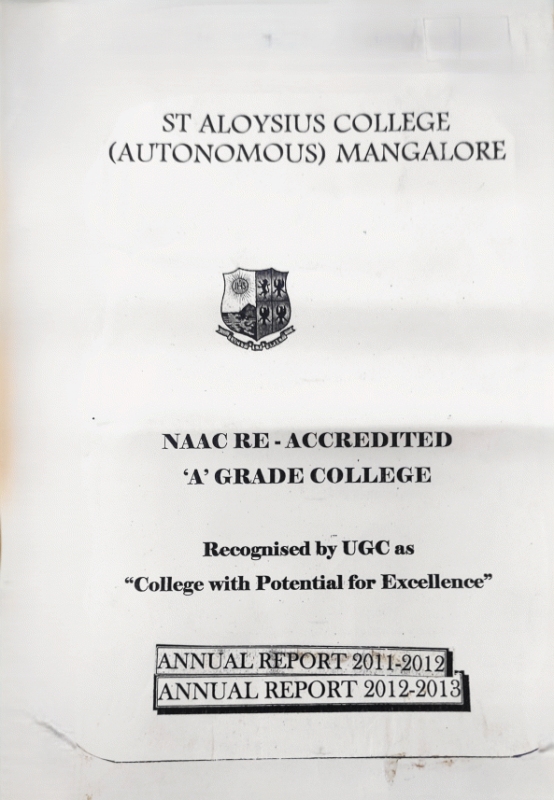 ST ALOYSIUS COLLEGE
(AUTONOMOUS) MANGALORE
NAAC RE - ACCREDITED
‘A’ GRADE COLLEGE
Recognised by UGC as
“College with Potential for Excellence”
ANNUAL REPORT 2011-2012
ANNUAL REPORT 2012-2013